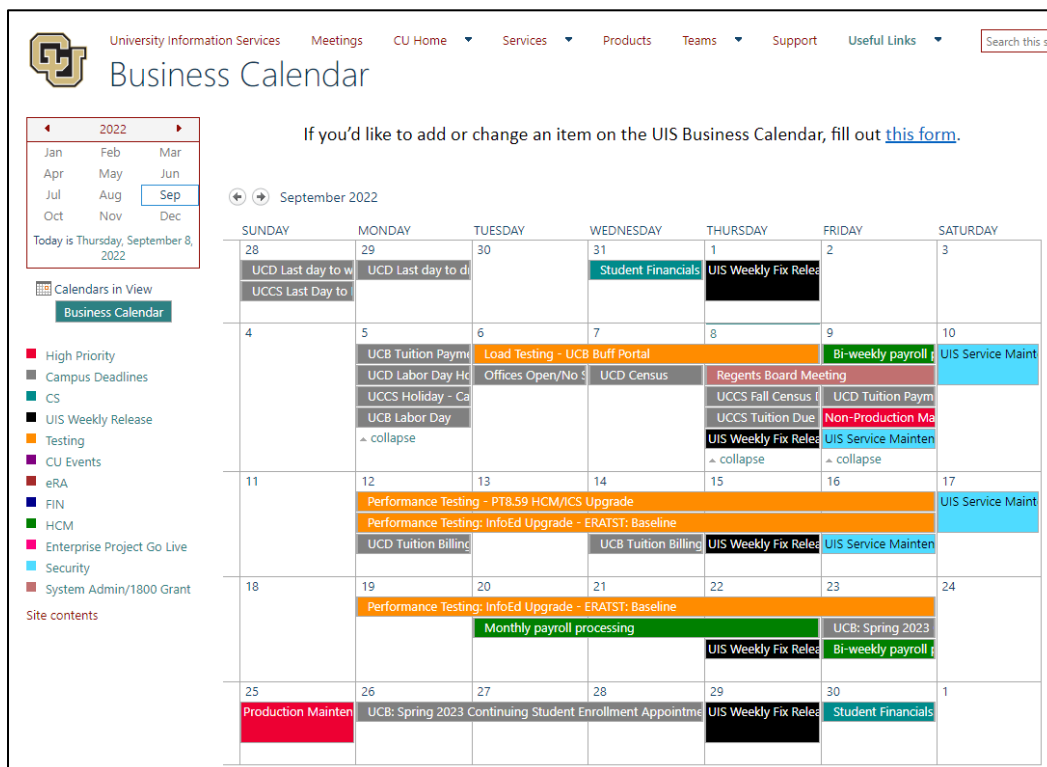 University Information Services Meetings CU Home Services Products Teams Support Useful Links Search this s
CU
Business Calendar
If you'd like to add or change an item on the UIS Business Calendar, fill out this form.
2022
Jan Feb Mar
Apr May Jun
Jul Aug Sep
Oct Nov Dec
Today is Thursday, September 8,
2022
Calendars in View
Business Calendar
High Priority
Campus Deadlines
CS
UIS Weekly Release
Testing
CU Events
eRA
FIN
HCM
Enterprise Project Go Live
Security
System Admin/1800 Grant
Site contents
September 2022
SUNDAY MONDAY TUESDAY WEDNESDAY THURSDAY FRIDAY SATURDAY
28 29 30 31 1 2 3
UCD Last day to w UCD Last day to d Student Financials UIS Weekly Fix Relea
UCCS Last Day to
4 5 6 7 8 9 10
UCB Tuition Payme Load Testing - UCB Buff Portal Bi-weekly payroll p UIS Service Maint
UCD Labor Day Ho Offices Open/No S UCD Census Regents Board Meeting
UCCS Holiday - Ca UCCS Fall Census D UCD Tuition Paym
UCB Labor Day UCCS Tuition Due Non-Production Ma
collapse UIS Weekly Fix Relea UIS Service Mainten
collapse collapse
11 12 13 14 15 16 17
Performance Testing - PT8.59 HCM/ICS Upgrade UIS Service Maint
Performance Testing: InfoEd Upgrade - ERATST: Baseline
UCD Tuition Billing UCB Tuition Billing UIS Weekly Fix Relea UIS Service Mainten
18 19 20 21 22 23 24
Performance Testing: InfoEd Upgrade - ERATST: Baseline
Monthly payroll processing UCB: Spring 2023
UIS Weekly Fix Relea Bi-weekly payroll p
25 26 27 28 29 30 1
Production Mainten UCB: Spring 2023 Continuing Student Enrollment Appointme UIS Weekly Fix Relea Student Financials